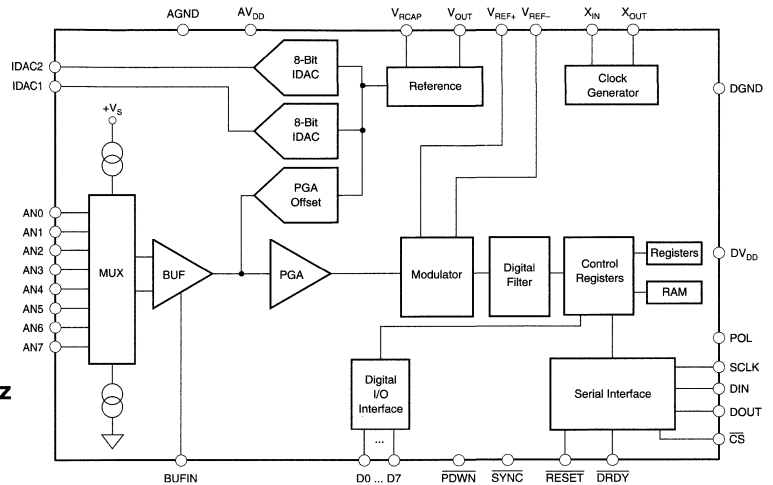 AGND
AVDD
VRCAP
VOUT
VREF+
VREF–
XIN
XOUT
IDAC2
IDAC1
8-Bit
IDAC
8-Bit
IDAC
Reference
Clock
Generator
DGND
+VS
PGA
Offset
AN0
AN1
AN2
AN3
AN4
AN5
AN6
AN7
MUX
BUF
PGA
Modulator
Digital
Filter
Control
Registers
Registers
RAM
DVDD
POL
SCLK
DIN
DOUT
CS
z
Digital
I/O
Interface
...
Serial Interface
BUFIN
D0 ... D7
PDWN
SYNC
RESET
DRDY